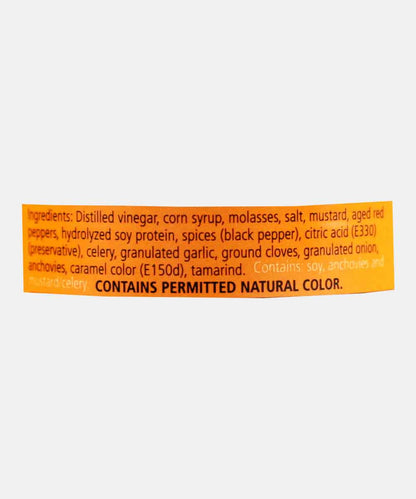 Ingredients: Distilled vinegar, corn syrup, molasses, salt, mustard, aged red
peppers, hydrolyzed soy protein, spices (black pepper), citric acid (E330)
(preservative), celery, granulated garlic, ground cloves, granulated onion,
anchovies, caramel color (E150d), tamarind. Contains: soy, anchovies and
mustard celery CONTAINS PERMITTED NATURAL COLOR.